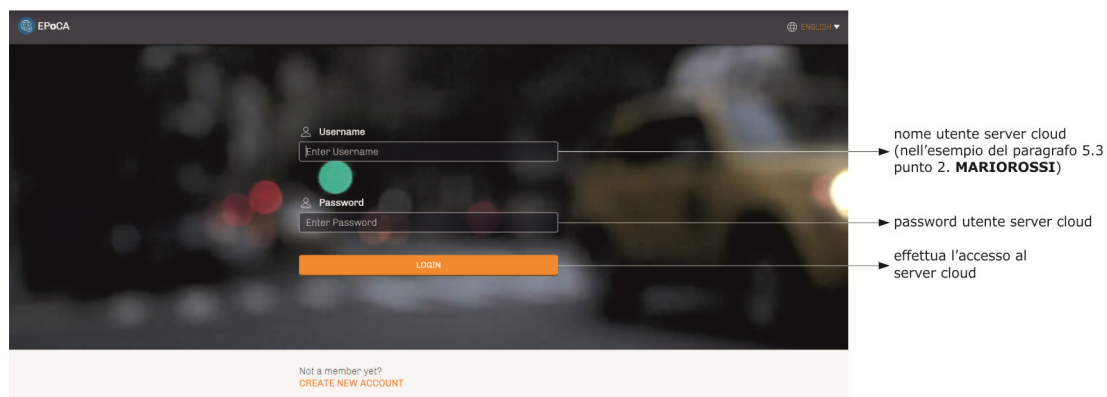 EPoCA
ENGLISH
Username
Enter Username
nome utente server cloud
(nell'esempio del paragrafo 5.3
punto 2. MARIOROSSI)
Password
Enter Password
password utente server cloud
LOGIN
effettua l'accesso al
server cloud
Not a member yet?
CREATE NEW ACCOUNT